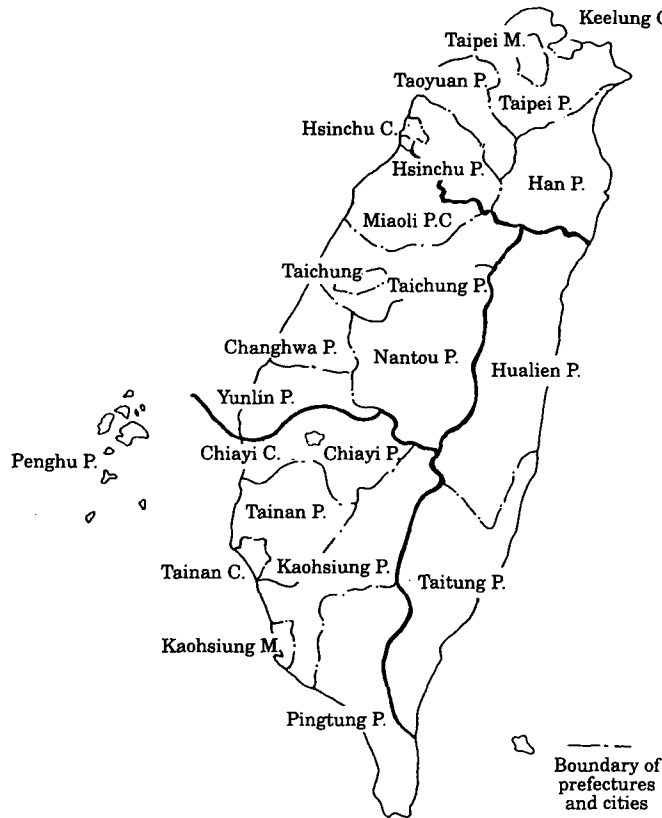 Keelung C
Taipei M.
Taoyuan P.
Taipei P.
Hsinchu C.
Hsinchu P.
Han P.
Miaoli P.C
Taichung
Taichung P.
Changhwa P.
Nantou P.
Hualien P.
Yunlin P.
Chiayi C.
Chiayi P.
Penghu P.
Tainan P.
Tainan C.
Kaohsiung P.
Taitung P.
Kaohsiung M.
Pingtung P.
Boundary of
prefectures
and cities